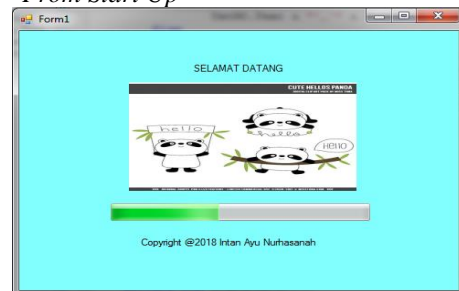 From Start Up
Form1
SELAMAT DATANG
CUTE HELLOS PANDA
hello
hello
HEllO
Copyright @2018 Intan Ayu Nurhasanah